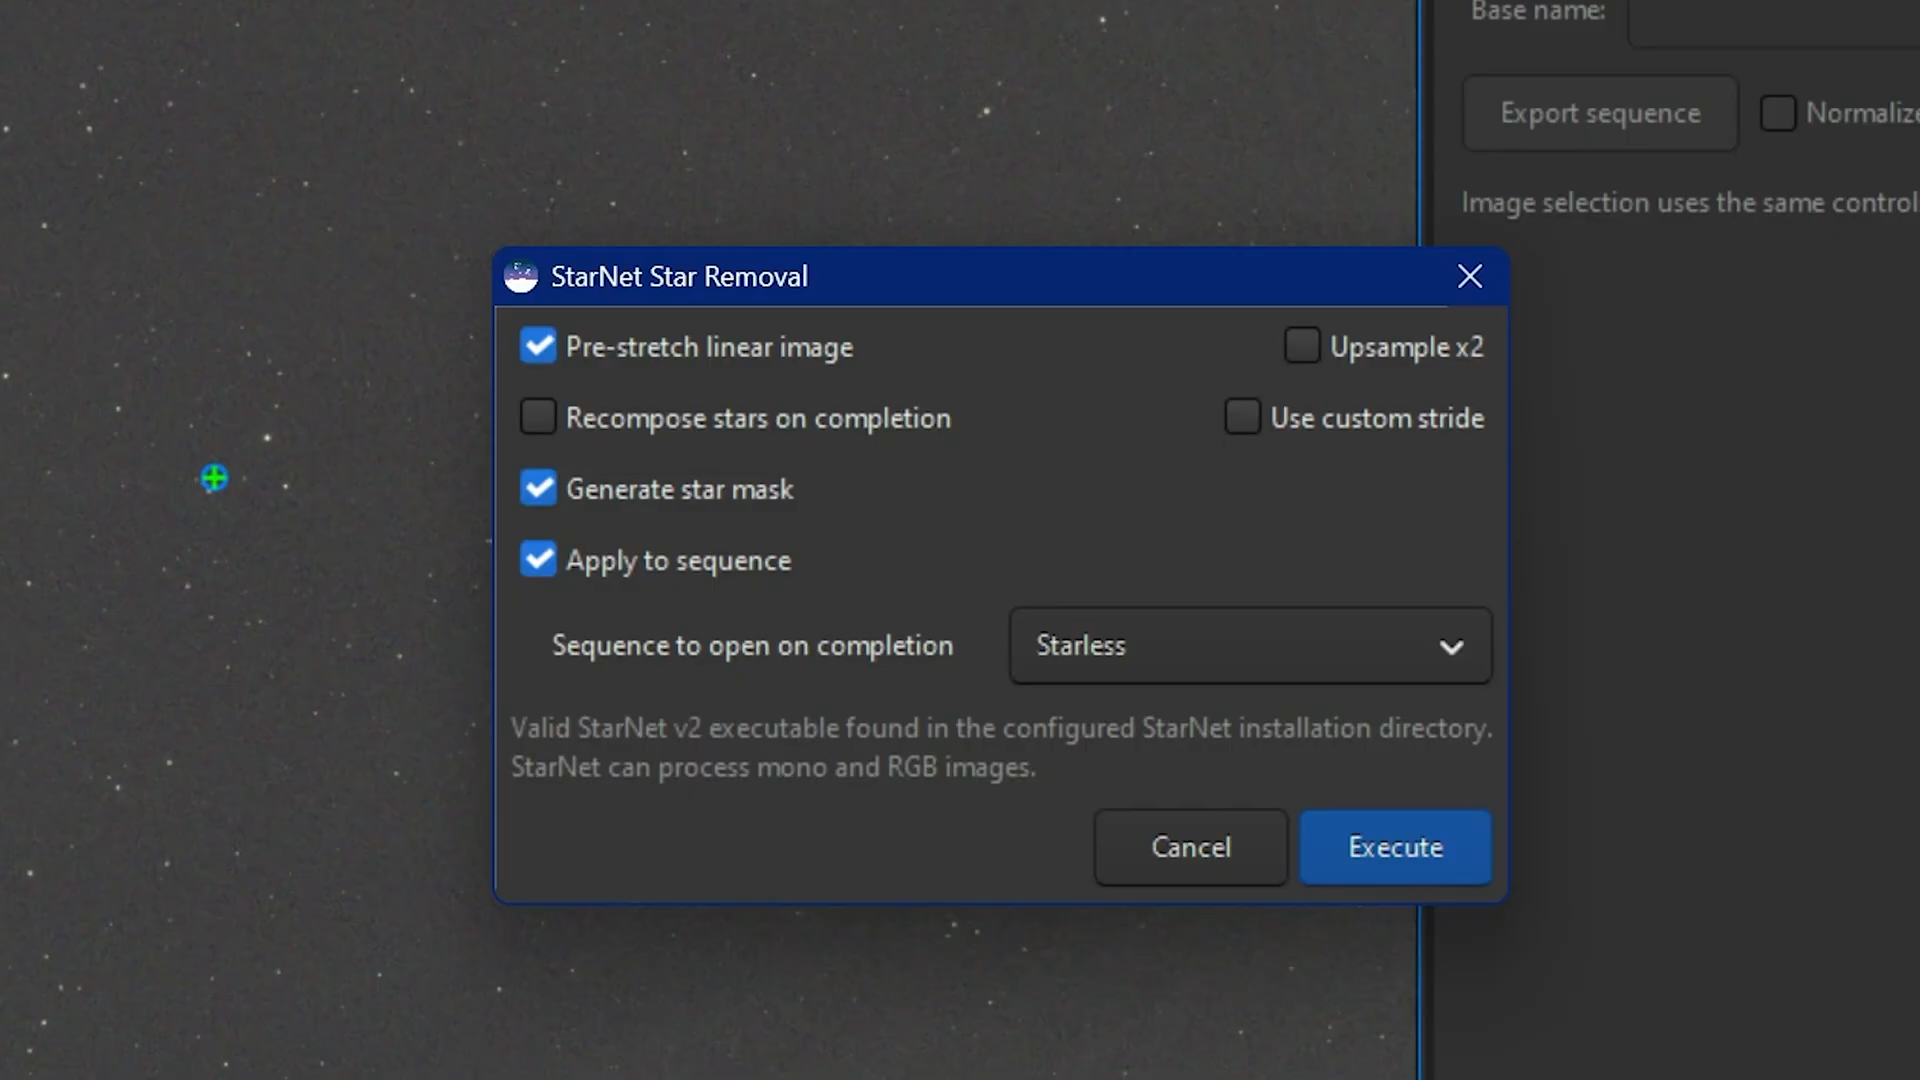 Base name:
Export sequence
Normalize
Image selection uses the same control
StarNet Star Removal
Pre-stretch linear image
Upsample x2
Recompose stars on completion
Use custom stride
Generate star mask
Apply to sequence
Sequence to open on completion
Starless
Valid StarNet v2 executable found in the configured StarNet installation directory.
StarNet can process mono and RGB images.
Cancel
Execute